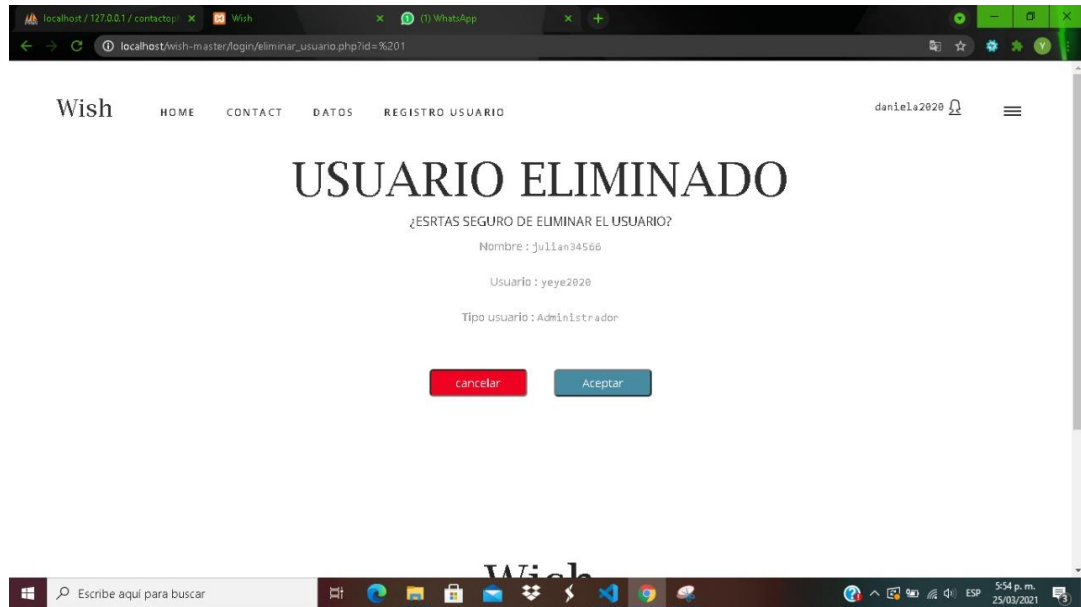 localhost / 127.0.0.1 / contactop
Wish
(1) WhatsApp
localhost/wish-master/login/eliminar_usuario.php?id=%201
Y
Wish
HOME
CONTACT
DATOS
REGISTRO USUARIO
daniela2020
USUARIO ELIMINADO
¿ESRTAS SEGURO DE ELIMINAR EL USUARIO?
Nombre : julian34566
Usuario : yeye2020
Tipo usuario : Administrador
cancelar
Aceptar
Wish
Escribe aquí para buscar
ESP
5:54 p. m.
25/03/2021
3